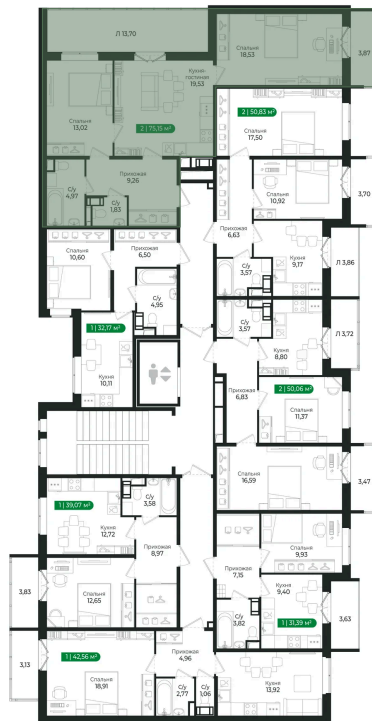 Л 13,70
Спальня
18,53
3,87
Кухня-
гостиная
19,53
Спальня
13,02
2 | 75,15 м²
2 | 50,83 м²
Спальня
17,50
Прихожая
9,26
С/у
4,97
С/у
1,83
Спальня
10,92
3,70
Спальня
10,60
Прихожая
6,50
6,63
Прихожая
Кухня
9,17
Л 3,86
С/у
3,57
С/у
4,95
С/у
3,57
Л 3,72
1 | 32,17 м²
Кухня
8,80
Кухня
10,11
Прихожая
6,83
2 | 50,06 м²
Спальня
11,37
Спальня
16,59
3,47
1 | 39,07 м²
С/у
3,58
Кухня
12,72
Прихожая
8,97
Спальня
9,93
Прихожая
7,15
3,83
Спальня
12,65
Кухня
9,40
С/у
3,82
1 | 31,39 м²
3,63
3,13
1 | 42,56 м²
Прихожая
4,96
Спальня
18,91
С/у
2,77
С/у
1,06
Кухня
13,92